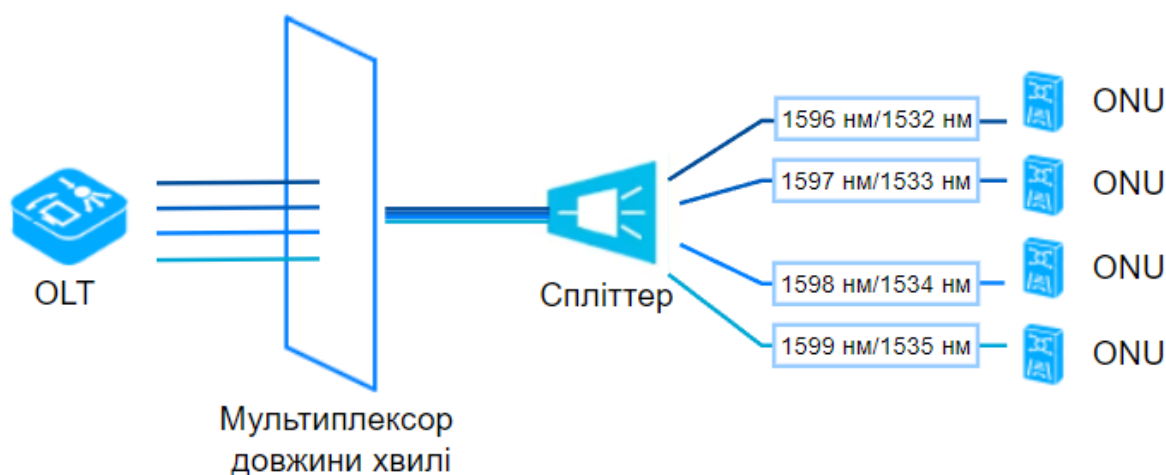 1596 нм/1532 нм
ONU
1597 нм/1533 нм
ONU
OLT
Спліттер
1598 нм/1534 нм
ONU
1599 нм/1535 нм
ONU
Мультиплексор
довжини хвилі